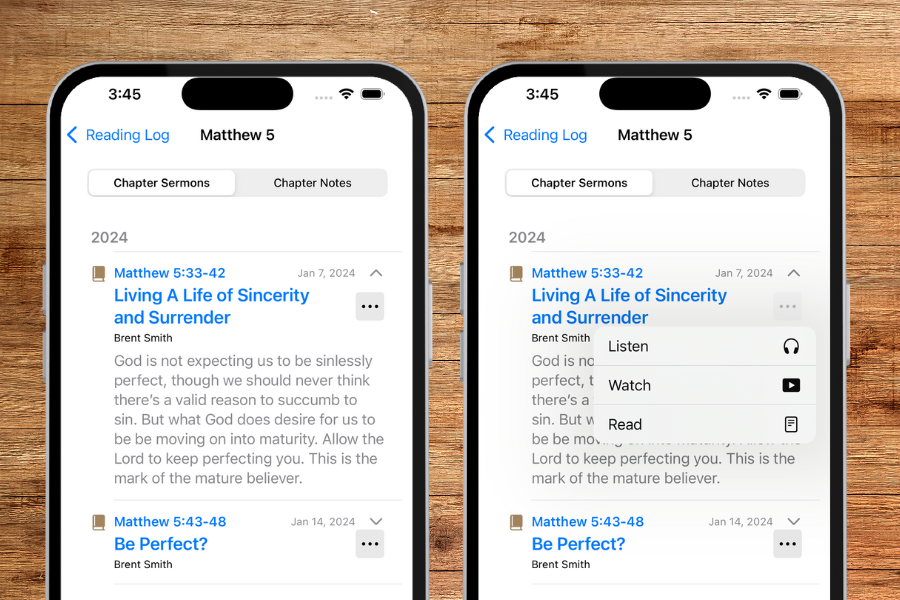 3:45
Reading Log
Matthew 5
Chapter Sermons
Chapter Notes
2024
Matthew 5:33-42
Jan 7, 2024
Living A Life of Sincerity
and Surrender
Brent Smith
God is not expecting us to be sinlessly
perfect, though we should never think
there's a valid reason to succumb to
sin. But what God does desire for us to
be be moving on into maturity. Allow the
Lord to keep perfecting you. This is the
mark of the mature believer.
Matthew 5:43-48
Jan 14, 2024
Be Perfect?
Brent Smith
3:45
Reading Log
Matthew 5
Chapter Sermons
Chapter Notes
2024
Matthew 5:33-42
Jan 7, 2024
Living A Life of Sincerity
and Surrender
Brent Smith
Listen
Watch
Read
God is no
perfect, t
there's a
sin. But w
be be moving on into maturity. Allow the
Lord to keep perfecting you. This is the
mark of the mature believer.
Matthew 5:43-48
Jan 14, 2024
Be Perfect?
Brent Smith